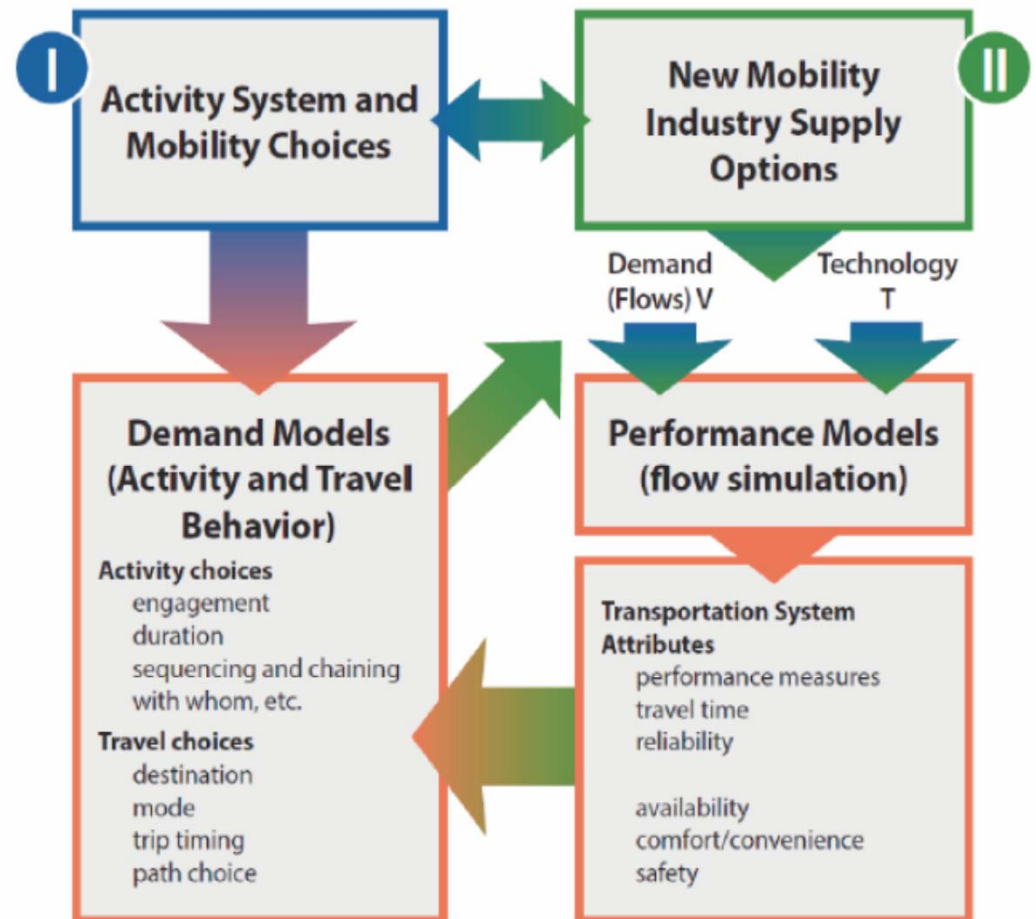 I
Activity System and
Mobility Choices
II
New Mobility
Industry Supply
Options
Demand
(Flows) V
Technology
T
Demand Models
(Activity and Travel
Behavior)
Activity choices
engagement
duration
sequencing and chaining
with whom, etc.
Travel choices
destination
mode
trip timing
path choice
Performance Models
(flow simulation)
Transportation System
Attributes
performance measures
travel time
reliability
availability
comfort/convenience
safety